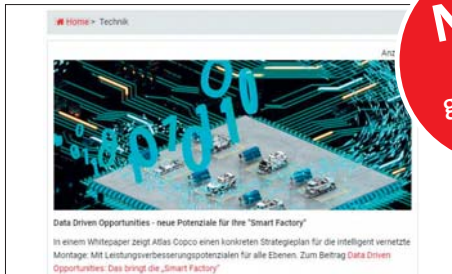 Home > Technik
Anz
Data Driven Opportunities - neue Potenziale für Ihre "Smart Factory"
In einem Whitepaper zeigt Atlas Copco einen konkreten Strategieplan für die intelligent vernetzte
Montage: Mit Leistungsverbesserungspotenzialen für alle Ebenen. Zum Beitrag Data Driven
Opportunities: Das bringt die „Smart Factory"